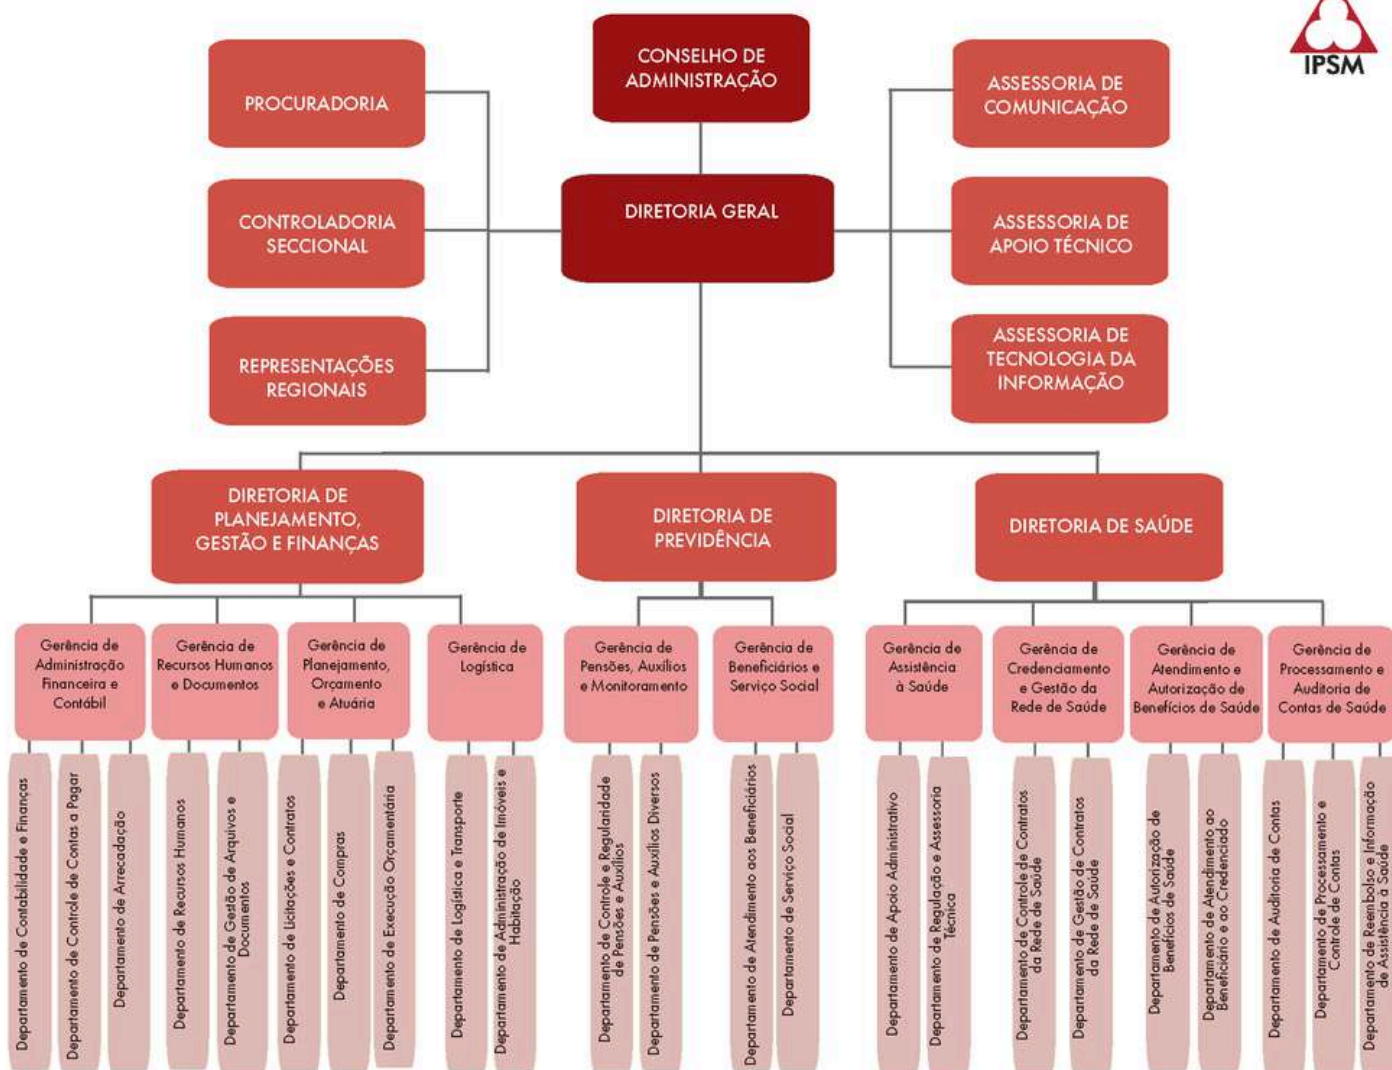 IPSM
CONSELHO DE
ADMINISTRAÇÃO
PROCURADORIA
ASSESSORIA DE
COMUNICAÇÃO
DIRETORIA GERAL
CONTROLADORIA
SECCIONAL
ASSESSORIA DE
APOIO TÉCNICO
REPRESENTAÇÕES
REGIONAIS
ASSESSORIA DE
TECNOLOGIA DA
INFORMAÇÃO
DIRETORIA DE
PLANEJAMENTO,
GESTÃO E FINANÇAS
DIRETORIA DE
PREVIDÊNCIA
DIRETORIA DE SAÚDE
Gerência de
Administração
Financeira e
Contábil
Gerência de
Recursos Humanos
e Documentos
Gerência de
Planejamento,
Orçamento
e Atuária
Gerência de
Logística
Gerência de
Pensões, Auxílios
e Monitoramento
Gerência de
Beneficiários e
Serviço Social
Gerência de
Assistência
à Saúde
Gerência de
Credenciamento
e Gestão da
Rede de Saúde
Gerência de
Atendimento e
Autorização de
Benefícios de Saúde
Gerência de
Processamento e
Auditoria de
Contas de Saúde
Departamento de Contabilidade e Finanças
Departamento de Controle de Contas a Pagar
Departamento de Arrecadação
Departamento de Recursos Humanos
Departamento de Gestão de Arquivos e
Documentos
Departamento de Licitações e Contratos
Departamento de Compras
Departamento de Execução Orçamentária
Departamento de Logística e Transporte
Departamento de Administração de Imóveis e
Habitação
Departamento de Controle e Regularidade
de Pensões e Auxílios
Departamento de Pensões e Auxílios Diversos
Departamento de Atendimento aos Beneficiários
Departamento de Serviço Social
Departamento de Apoio Administrativo
Departamento de Regulação e Assessoria
Técnica
Departamento de Controle de Contratos
da Rede de Saúde
Departamento de Gestão de Contratos
da Rede de Saúde
Departamento de Autorização de
Benefícios de Saúde
Departamento de Atendimento ao
Beneficiário e ao Credenciado
Departamento de Auditoria de Contas
Departamento de Processamento e
Controle de Contas
Departamento de Reembolso e Informação
de Assistência à Saúde